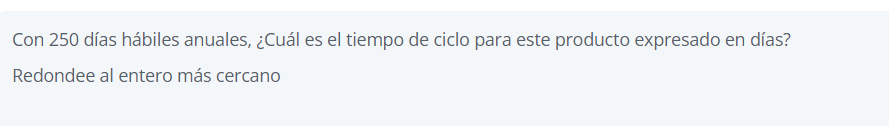 Con 250 días hábiles anuales, ¿Cuál es el tiempo de ciclo para este producto expresado en días?
Redondee al entero más cercano